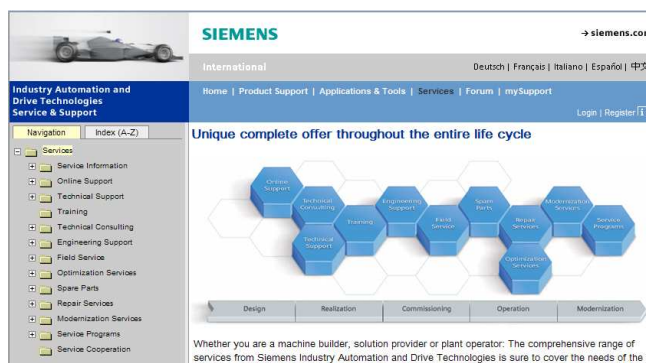 SIEMENS
→ siemens.com
International
Deutsch | Français | Italiano | Español | 中文
Industry Automation and
Drive Technologies
Service & Support
Home | Product Support | Applications & Tools | Services | Forum | mySupport
Login | Register
Navigation
Index (A-Z)
Services
Service Information
Online Support
Technical Support
Training
Technical Consulting
Engineering Support
Field Service
Optimization Services
Spare Parts
Repair Services
Modernization Services
Service Programs
Service Cooperation
Unique complete offer throughout the entire life cycle
Online
Support
Technical
Consulting
Technical
Support
Training
Engineering
Support
Field
Service
Spare
Parts
Repair
Services
Optimization
Services
Modernization
Services
Service
Programs
Design
Realization
Commissioning
Operation
Modernization
Whether you are a machine builder, solution provider or plant operator: The comprehensive range of
services from Siemens Industry Automation and Drive Technologies is sure to cover the needs of the